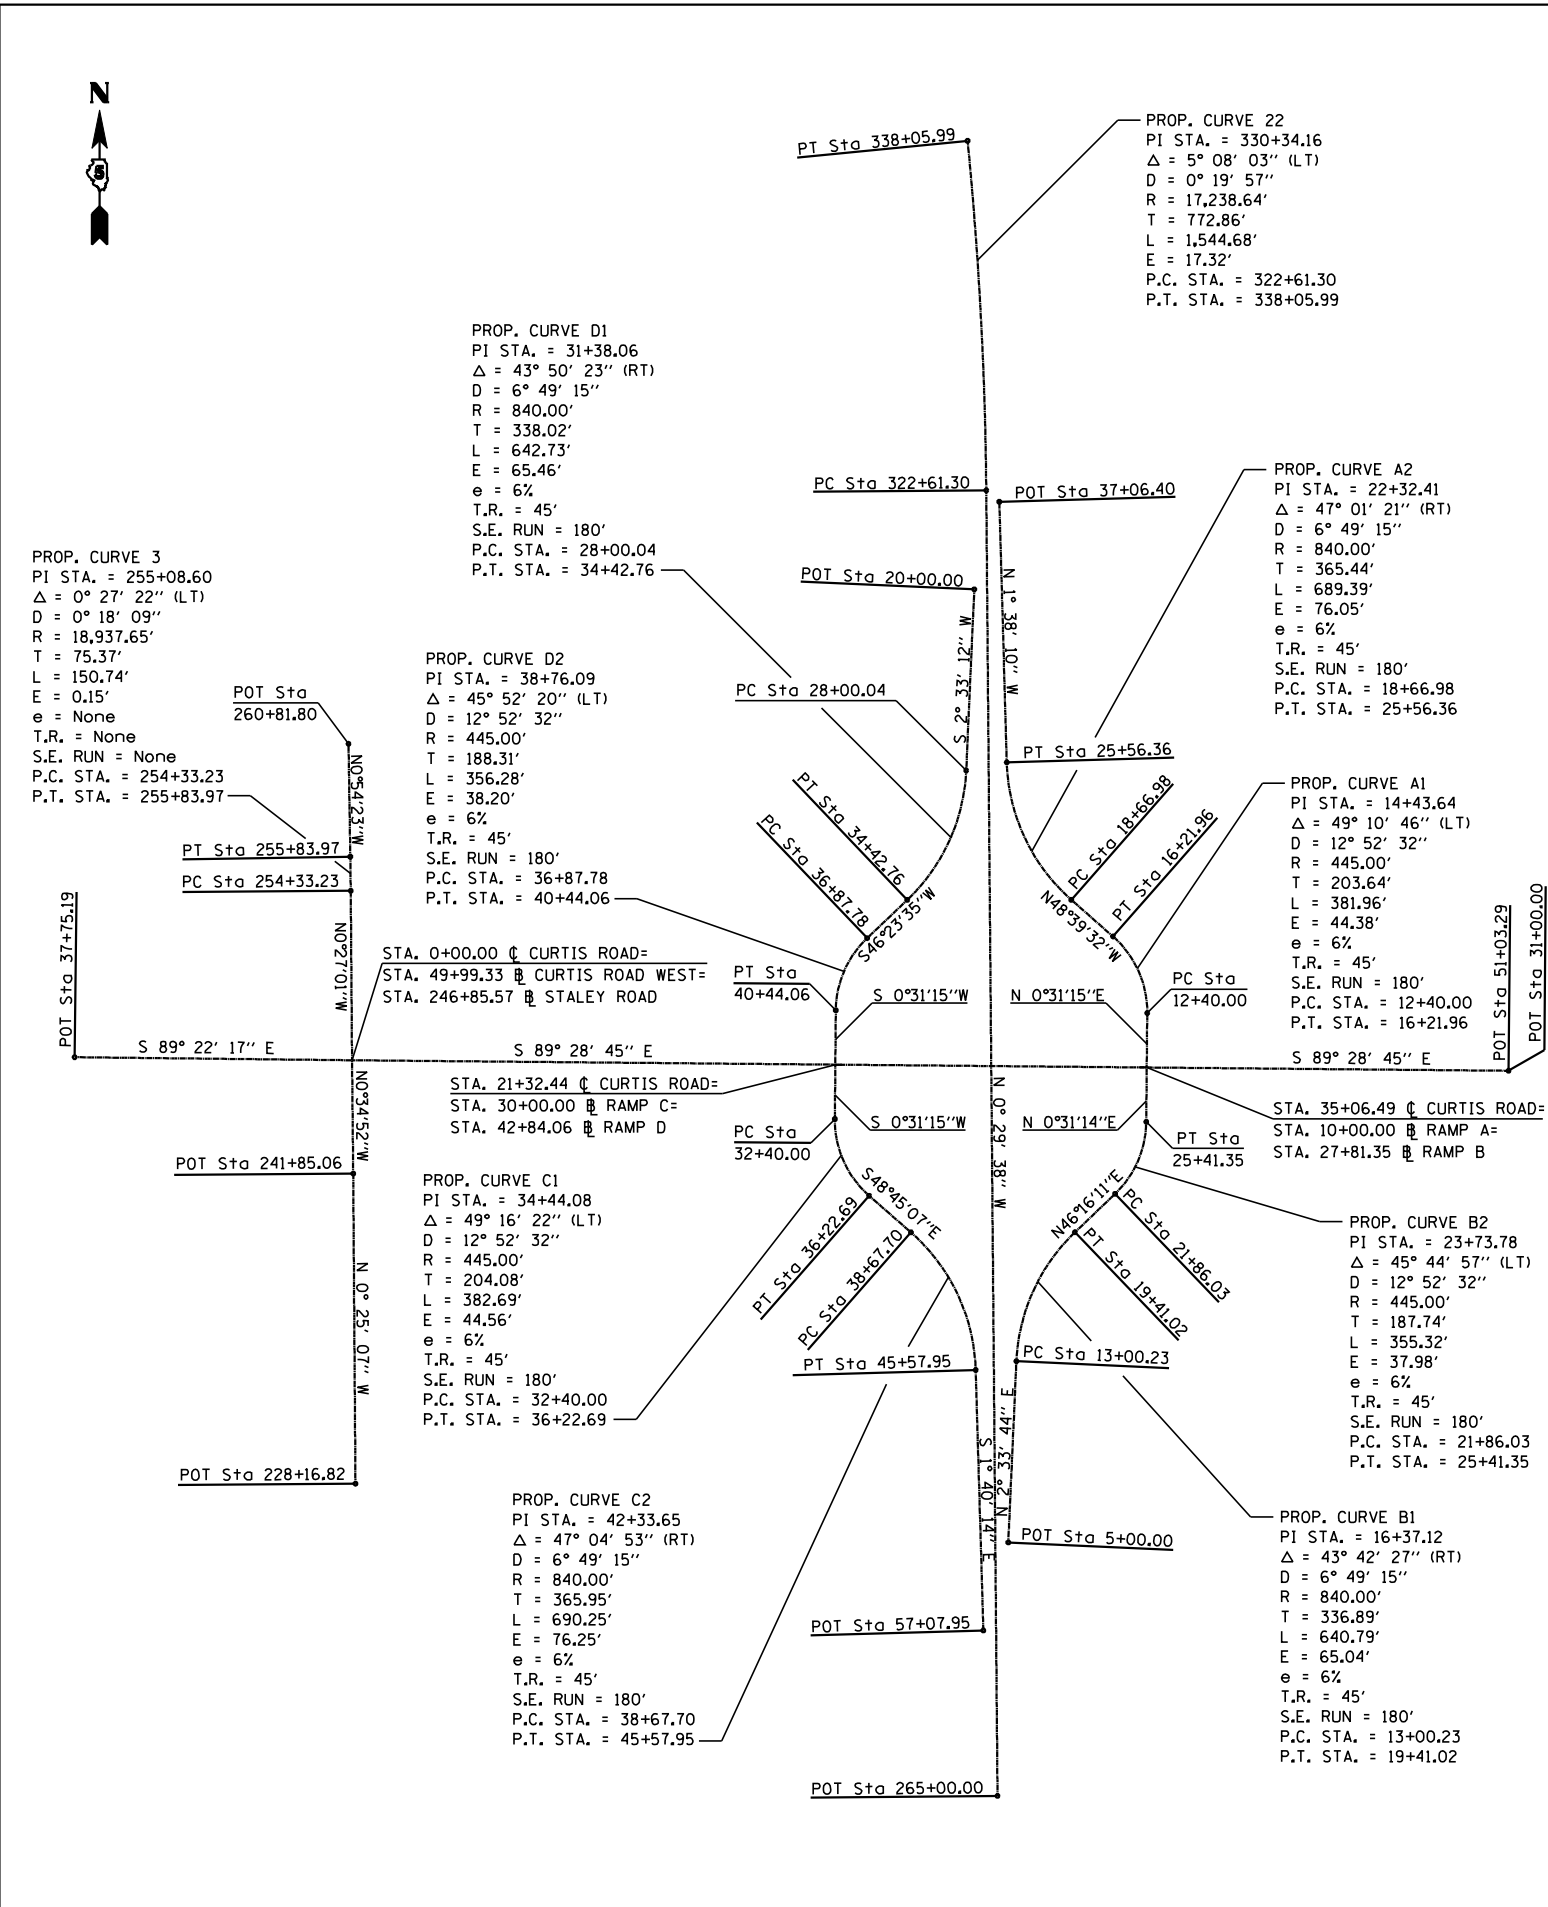 N
5
PT Sta 338+05.99
PROP. CURVE 22
PI STA. = 330+34.16
Δ = 5° 08' 03'' (LT)
D = 0° 19' 57''
R = 17,238.64'
T = 772.86'
L = 1,544.68'
E = 17.32'
P.C. STA. = 322+61.30
P.T. STA. = 338+05.99
PROP. CURVE D1
PI STA. = 31+38.06
Δ = 43° 50' 23'' (RT)
D = 6° 49' 15''
R = 840.00'
T = 338.02'
L = 642.73'
E = 65.46'
e = 6%
T.R. = 45'
S.E. RUN = 180'
P.C. STA. = 28+00.04
P.T. STA. = 34+42.76
PC Sta 322+61.30
POT Sta 37+06.40
PROP. CURVE A2
PI STA. = 22+32.41
Δ = 47° 01' 21'' (RT)
D = 6° 49' 15''
R = 840.00'
T = 365.44'
L = 689.39'
E = 76.05'
e = 6%
T.R. = 45'
S.E. RUN = 180'
P.C. STA. = 18+66.98
P.T. STA. = 25+56.36
PROP. CURVE 3
PI STA. = 255+08.60
Δ = 0° 27' 22'' (LT)
D = 0° 18' 09''
R = 18,937.65'
T = 75.37'
L = 150.74'
E = 0.15'
e = None
T.R. = None
S.E. RUN = None
P.C. STA. = 254+33.23
P.T. STA. = 255+83.97
POT Sta 20+00.00
N 1° 38' 10'' W
S 2° 33' 12'' W
PROP. CURVE D2
PI STA. = 38+76.09
Δ = 45° 52' 20'' (LT)
D = 12° 52' 32''
R = 445.00'
T = 188.31'
L = 356.28'
E = 38.20'
e = 6%
T.R. = 45'
S.E. RUN = 180'
P.C. STA. = 36+87.78
P.T. STA. = 40+44.06
POT Sta
260+81.80
N0°54'23''W
PC Sta 28+00.04
PT Sta 25+56.36
PT Sta 34+42.76
PC Sta 36+87.78
S46°23'35''W
PC Sta 18+66.98
PT Sta 16+21.96
N48°39'32''W
PROP. CURVE A1
PI STA. = 14+43.64
Δ = 49° 10' 46'' (LT)
D = 12° 52' 32''
R = 445.00'
T = 203.64'
L = 381.96'
E = 44.38'
e = 6%
T.R. = 45'
S.E. RUN = 180'
P.C. STA. = 12+40.00
P.T. STA. = 16+21.96
PT Sta 255+83.97
PC Sta 254+33.23
POT Sta 37+75.19
N0°27'01''W
STA. 0+00.00 ℄ CURTIS ROAD=
STA. 49+99.33 BL CURTIS ROAD WEST=
STA. 246+85.57 BL STALEY ROAD
PT Sta
40+44.06
S 0°31'15''W
N 0°31'15''E
PC Sta
12+40.00
POT Sta 51+03.29
POT Sta 31+00.00
S 89° 22' 17'' E
S 89° 28' 45'' E
S 89° 28' 45'' E
N0°34'52''W
STA. 21+32.44 ℄ CURTIS ROAD=
STA. 30+00.00 BL RAMP C=
STA. 42+84.06 BL RAMP D
PC Sta
32+40.00
S 0°31'15''W
N 0° 29' 38'' W
N 0°31'14''E
PT Sta
25+41.35
STA. 35+06.49 ℄ CURTIS ROAD=
STA. 10+00.00 BL RAMP A=
STA. 27+81.35 BL RAMP B
POT Sta 241+85.06
PROP. CURVE C1
PI STA. = 34+44.08
Δ = 49° 16' 22'' (LT)
D = 12° 52' 32''
R = 445.00'
T = 204.08'
L = 382.69'
E = 44.56'
e = 6%
T.R. = 45'
S.E. RUN = 180'
P.C. STA. = 32+40.00
P.T. STA. = 36+22.69
S48°45'07''E
PT Sta 36+22.69
PC Sta 38+67.70
N46°16'11''E
PC Sta 21+86.03
PT Sta 19+41.02
PROP. CURVE B2
PI STA. = 23+73.78
Δ = 45° 44' 57'' (LT)
D = 12° 52' 32''
R = 445.00'
T = 187.74'
L = 355.32'
E = 37.98'
e = 6%
T.R. = 45'
S.E. RUN = 180'
P.C. STA. = 21+86.03
P.T. STA. = 25+41.35
N 0° 25' 07'' W
PT Sta 45+57.95
PC Sta 13+00.23
POT Sta 228+16.82
S 1° 40' 14'' E
N 2° 33' 44'' E
PROP. CURVE C2
PI STA. = 42+33.65
Δ = 47° 04' 53'' (RT)
D = 6° 49' 15''
R = 840.00'
T = 365.95'
L = 690.25'
E = 76.25'
e = 6%
T.R. = 45'
S.E. RUN = 180'
P.C. STA. = 38+67.70
P.T. STA. = 45+57.95
POT Sta 5+00.00
PROP. CURVE B1
PI STA. = 16+37.12
Δ = 43° 42' 27'' (RT)
D = 6° 49' 15''
R = 840.00'
T = 336.89'
L = 640.79'
E = 65.04'
e = 6%
T.R. = 45'
S.E. RUN = 180'
P.C. STA. = 13+00.23
P.T. STA. = 19+41.02
POT Sta 57+07.95
POT Sta 265+00.00